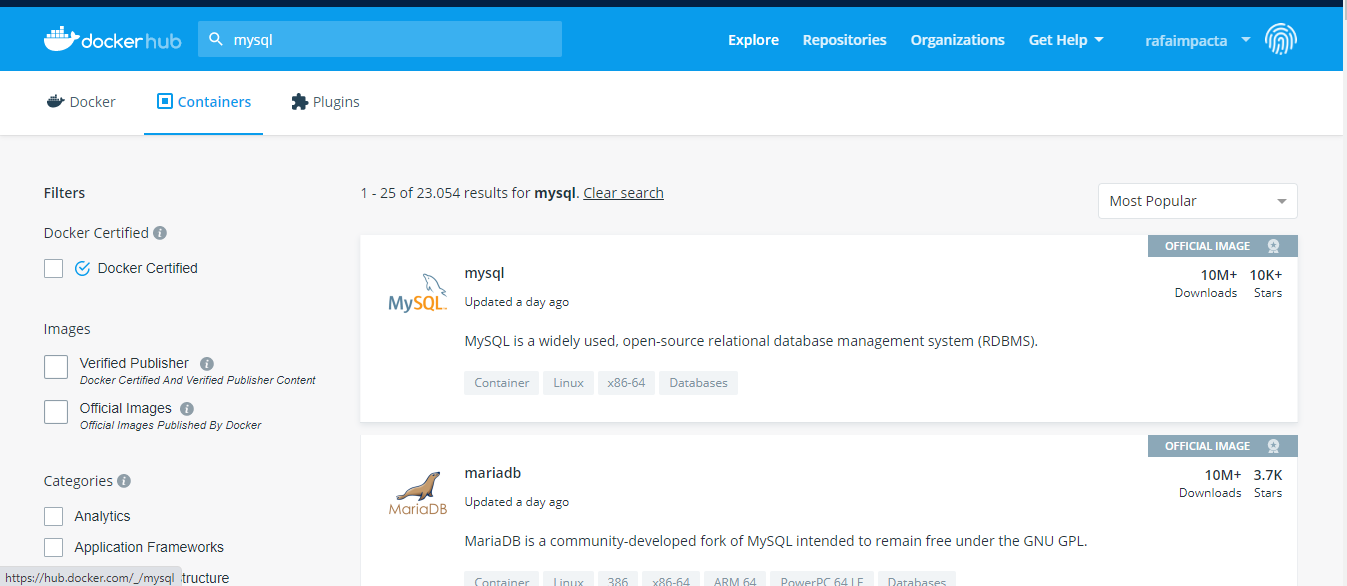 docker hub
mysql
Explore
Repositories
Organizations
Get Help
rafaimpacta
Docker
Containers
Plugins
Filters
Docker Certified
Docker Certified
Images
Verified Publisher
Docker Certified And Verified Publisher Content
Official Images
Official Images Published By Docker
Categories
Analytics
Application Frameworks
tructure
https://hub.docker.com/_/mysql
1 - 25 of 23.054 results for mysql. Clear search
Most Popular
OFFICIAL IMAGE
MySQL
mysql
Updated a day ago
10M+ 10K+
Downloads Stars
MySQL is a widely used, open-source relational database management system (RDBMS).
Container Linux x86-64 Databases
OFFICIAL IMAGE
MariaDB
mariadb
Updated a day ago
10M+ 3.7K
Downloads Stars
MariaDB is a community-developed fork of MySQL intended to remain free under the GNU GPL.
Container Linux 386 x86-64 ARM 64 PowerPC 64 LE Databases